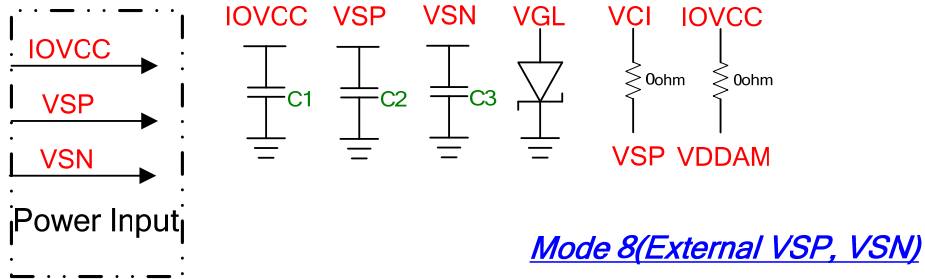 IOVCC VSP VSN VGL VCI IOVCC
IOVCC
VSP
VSN
C1 C2 C3 0ohm 0ohm
VSP VDDAM
Power Input
Mode 8(External VSP, VSN)